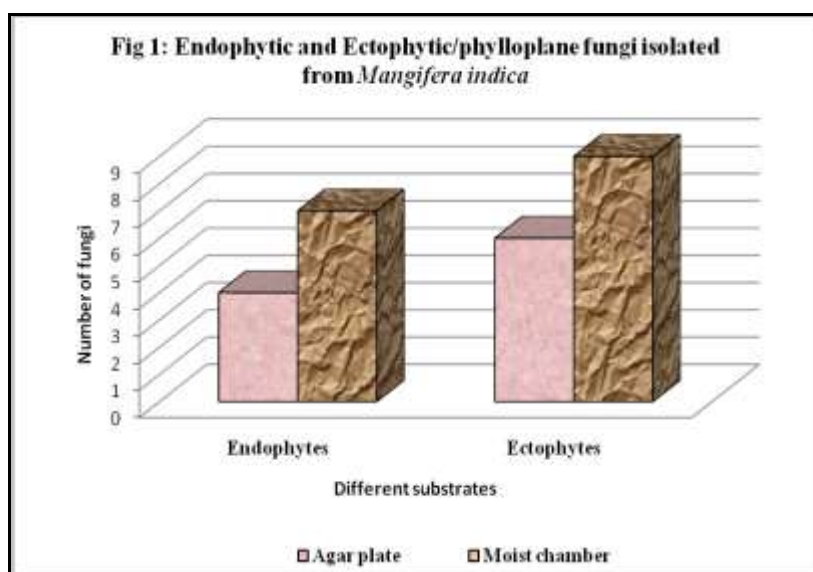 Fig 1: Endophytic and Ectophytic/phylloplane fungi isolated
from Mangifera indica
Number of fungi
9
8
7
6
5
4
3
2
1
0
Endophytes
Ectophytes
Different substrates
Agar plate
Moist chamber